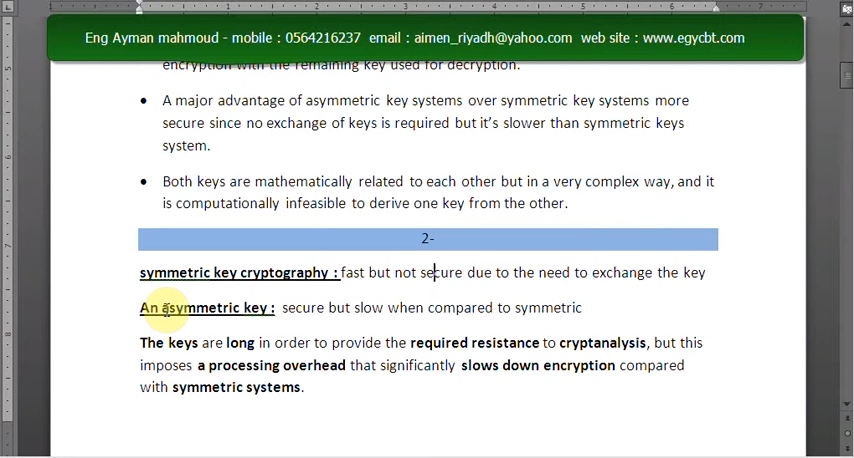 Eng Ayman mahmoud - mobile : 0564216237 email : aimen_riyadh@yahoo.com web site : www.egycbt.com
encryption with the remaining key used for decryption.
• A major advantage of asymmetric key systems over symmetric key systems more
secure since no exchange of keys is required but it's slower than symmetric keys
system.
• Both keys are mathematically related to each other but in a very complex way, and it
is computationally infeasible to derive one key from the other.
2-
symmetric key cryptography : fast but not secure due to the need to exchange the key
An asymmetric key : secure but slow when compared to symmetric
The keys are long in order to provide the required resistance to cryptanalysis, but this
imposes a processing overhead that significantly slows down encryption compared
with symmetric systems.